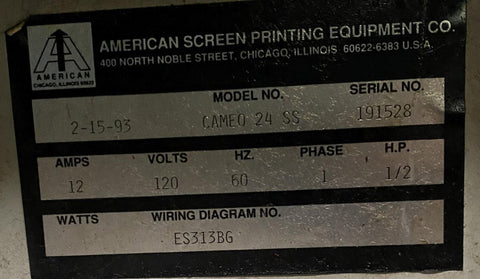 AMERICAN SCREEN PRINTING EQUIPMENT CO.
400 NORTH NOBLE STREET, CHICAGO, ILLINOIS 60622-6383 U.S.A.
AMERICAN
CHICAGO, ILLINOIS 60622
MODEL NO. SERIAL NO.
2-15-93 CAMEO 24 SS 191528
AMPS VOLTS HZ. PHASE H.P.
12 120 60 1 1/2
WATTS WIRING DIAGRAM NO.
ES313BG